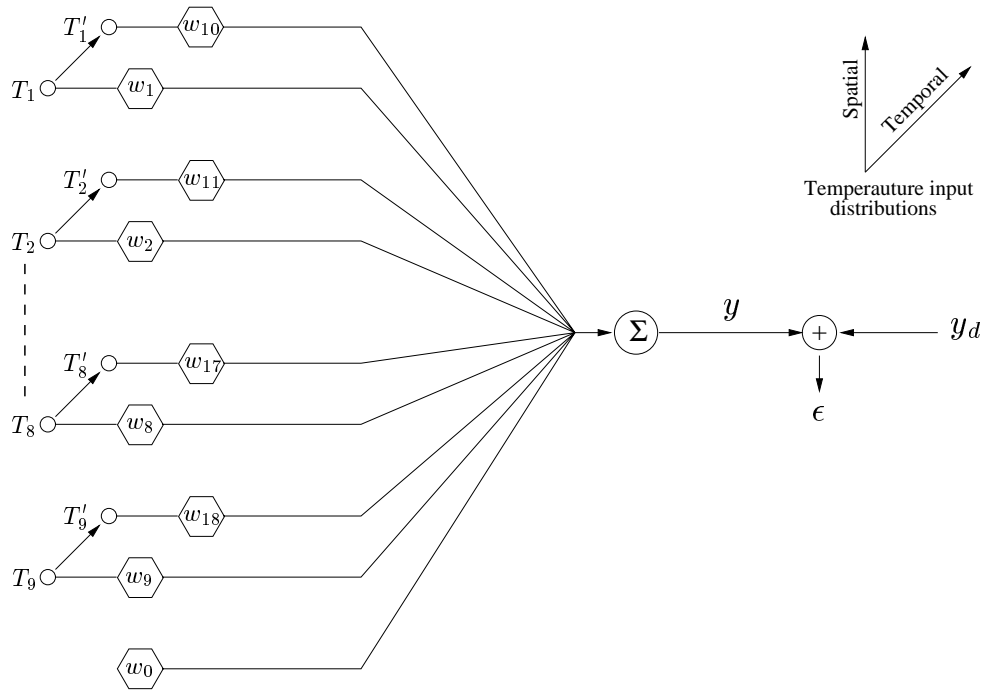 T′₁
w₁₀
T₁
w₁
Spatial
Temporal
T′₂
w₁₁
Temperauture input
distributions
T₂
w₂
y
Σ
+
y_d
T′₈
w₁₇
ϵ
T₈
w₈
T′₉
w₁₈
T₉
w₉
w₀